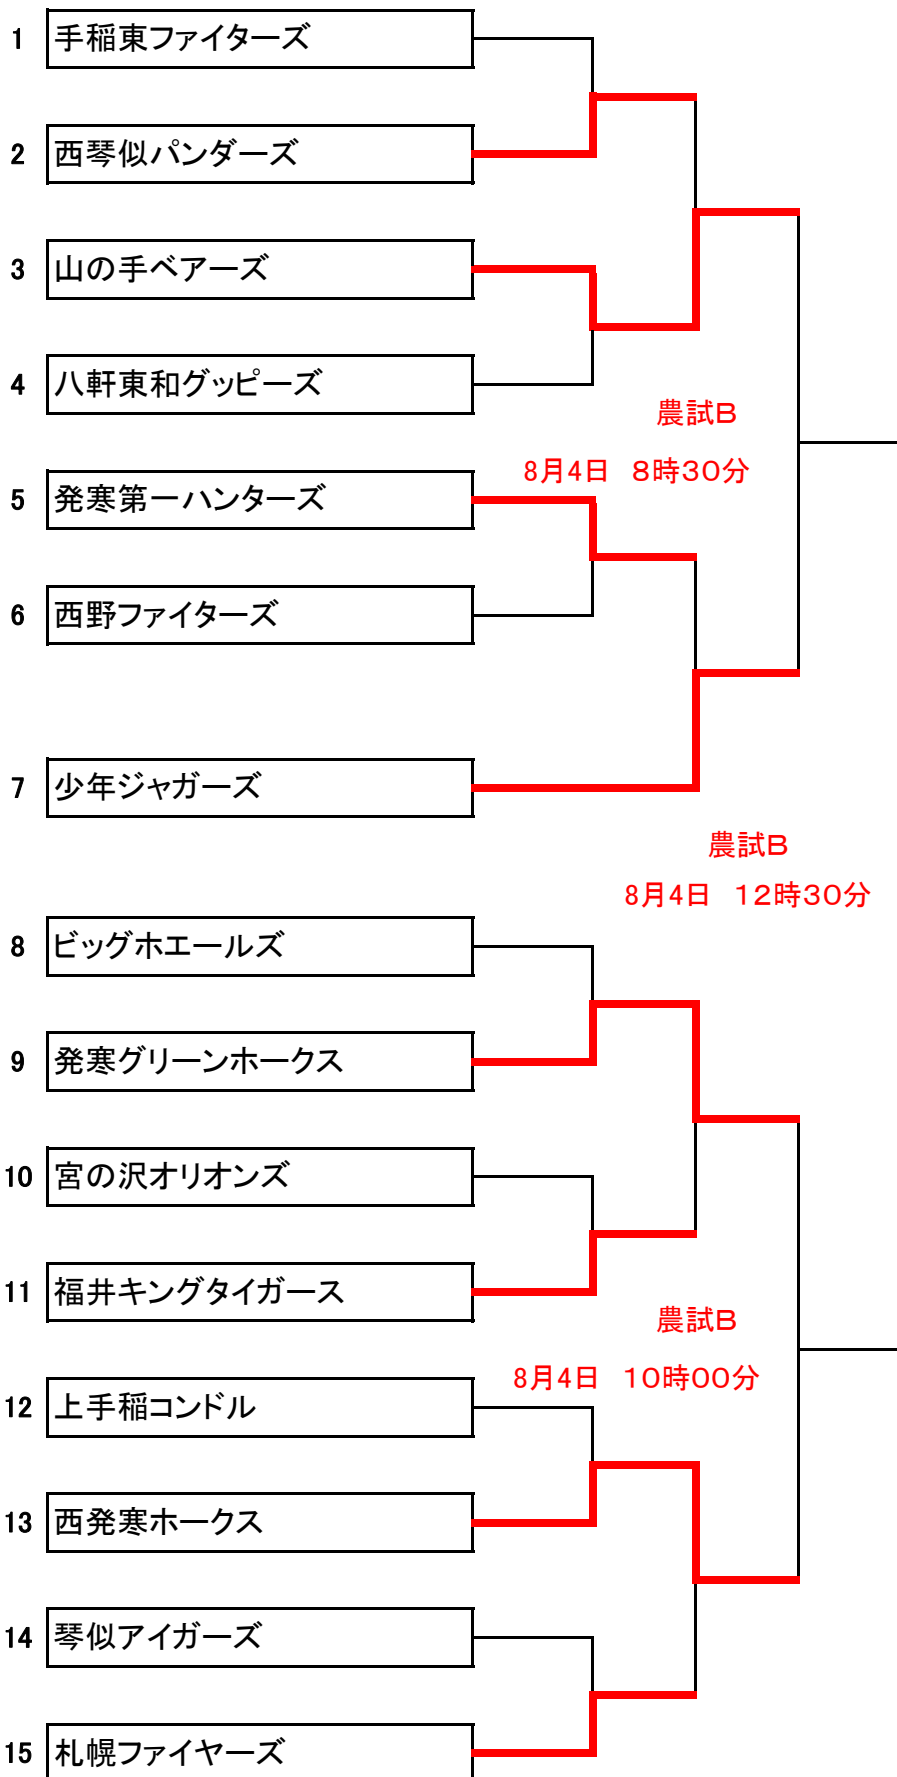 1 手稲東ファイターズ
2 西琴似パンダーズ
3 山の手ベアーズ
4 八軒東和グッピーズ
農試B
8月4日 8時30分
5 発寒第一ハンターズ
6 西野ファイターズ
7 少年ジャガーズ
農試B
8月4日 12時30分
8 ビッグホエールズ
9 発寒グリーンホークス
10 宮の沢オリオンズ
11 福井キングタイガース
農試B
8月4日 10時00分
12 上手稲コンドル
13 西発寒ホークス
14 琴似アイガーズ
15 札幌ファイヤーズ